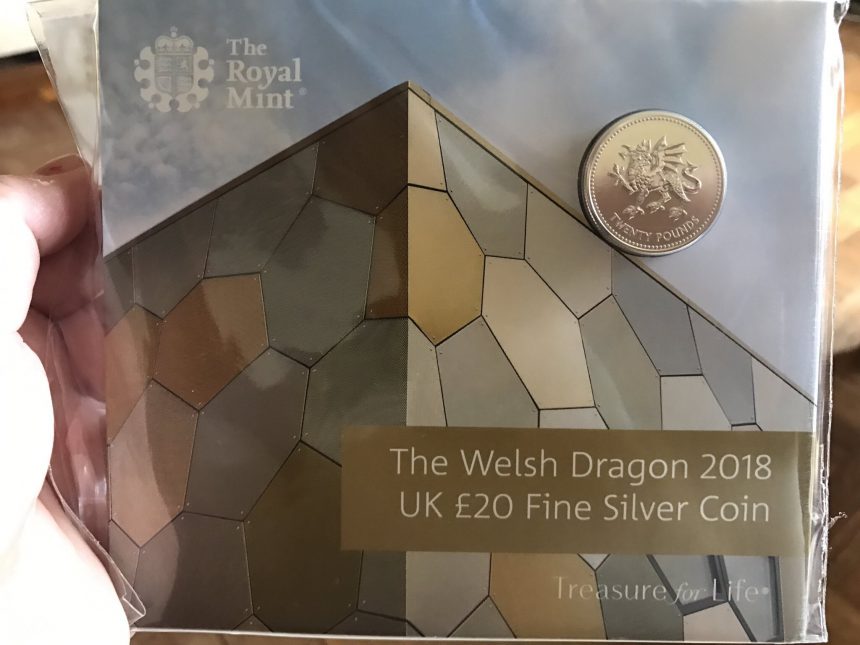 The
Royal
Mint®
TWENTY POUNDS
The Welsh Dragon 2018
UK £20 Fine Silver Coin
Treasure for Life